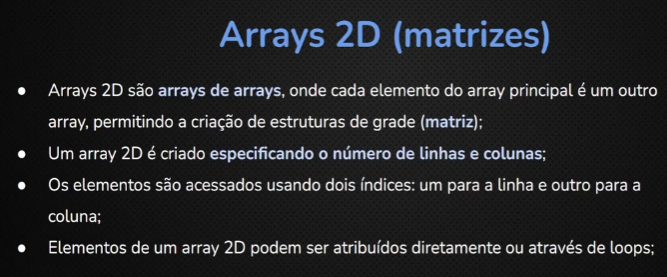 Arrays 2D (matrizes)
● Arrays 2D são arrays de arrays, onde cada elemento do array principal é um outro
array, permitindo a criação de estruturas de grade (matriz);
● Um array 2D é criado especificando o número de linhas e colunas;
● Os elementos são acessados usando dois índices: um para a linha e outro para a
coluna;
● Elementos de um array 2D podem ser atribuídos diretamente ou através de loops;